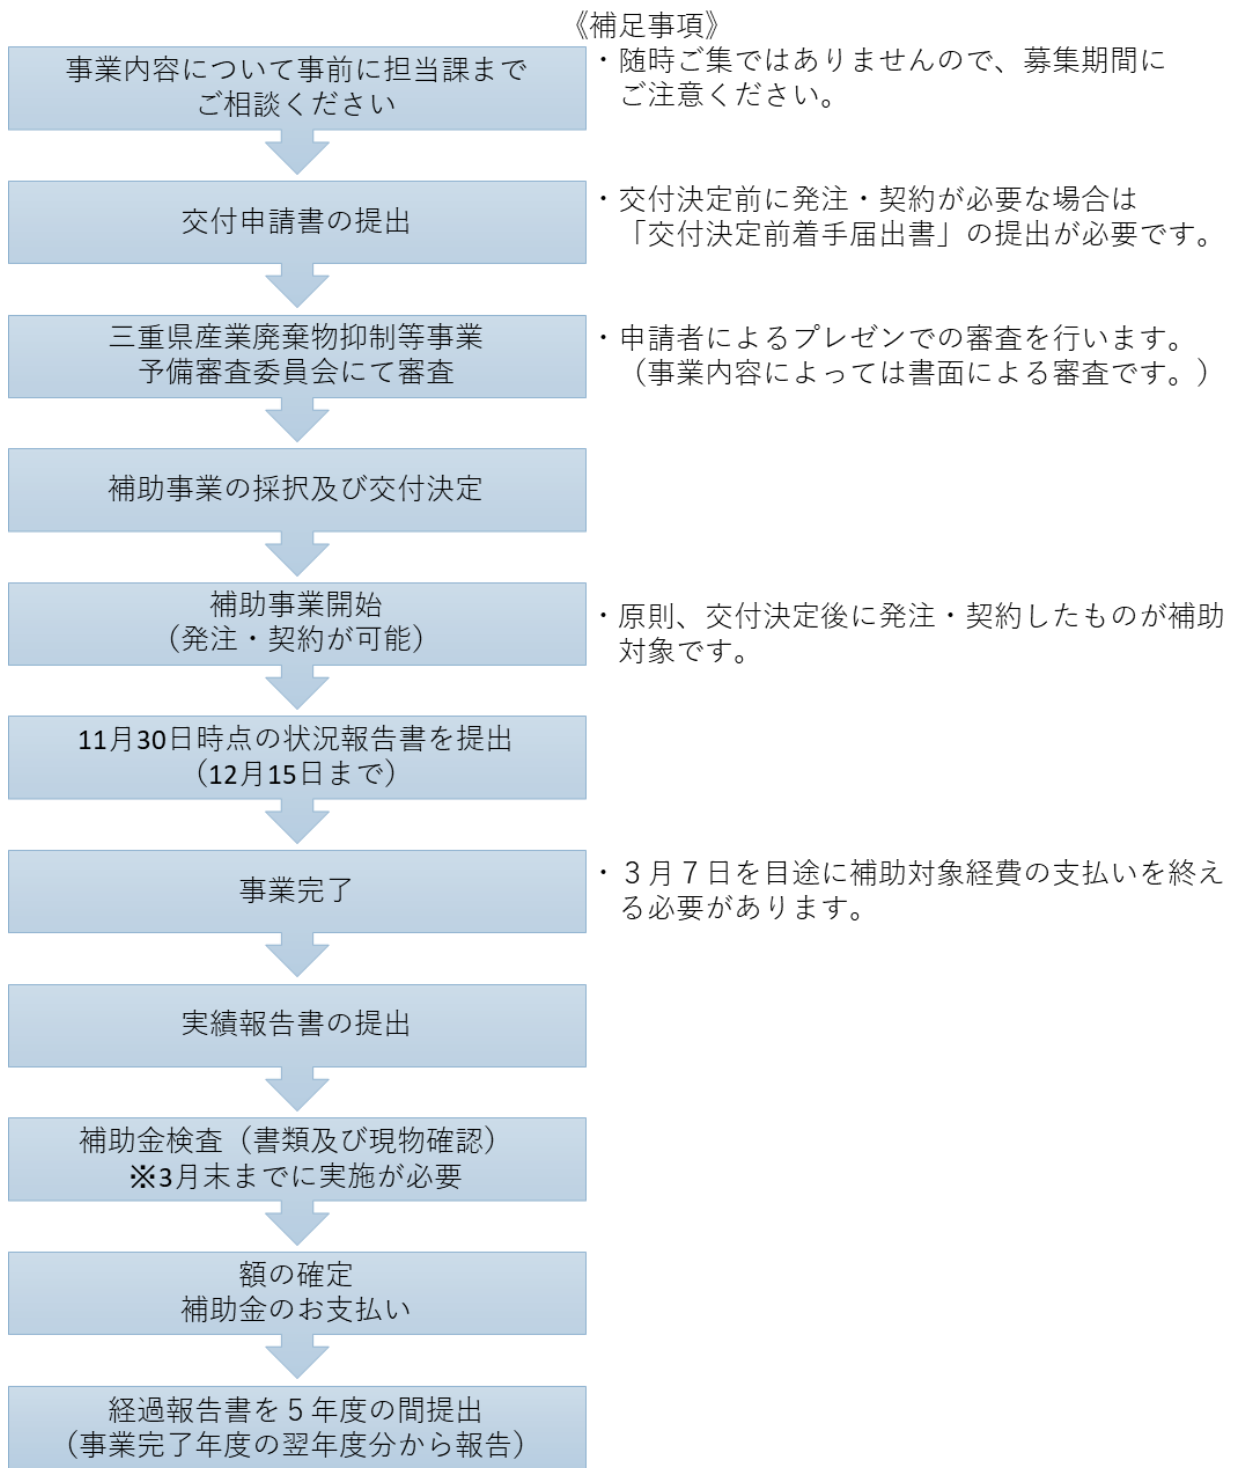 《補足事項》
事業内容について事前に担当課まで
ご相談ください
・随時ご集ではありませんので、募集期間に
ご注意ください。
交付申請書の提出
・交付決定前に発注・契約が必要な場合は
「交付決定前着手届出書」の提出が必要です。
三重県産業廃棄物抑制等事業
予備審査委員会にて審査
・申請者によるプレゼンでの審査を行います。
（事業内容によっては書面による審査です。）
補助事業の採択及び交付決定
補助事業開始
（発注・契約が可能）
・原則、交付決定後に発注・契約したものが補助
対象です。
11月30日時点の状況報告書を提出
（12月15日まで）
事業完了
・３月７日を目途に補助対象経費の支払いを終え
る必要があります。
実績報告書の提出
補助金検査（書類及び現物確認）
※3月末までに実施が必要
額の確定
補助金のお支払い
経過報告書を５年度の間提出
（事業完了年度の翌年度分から報告）